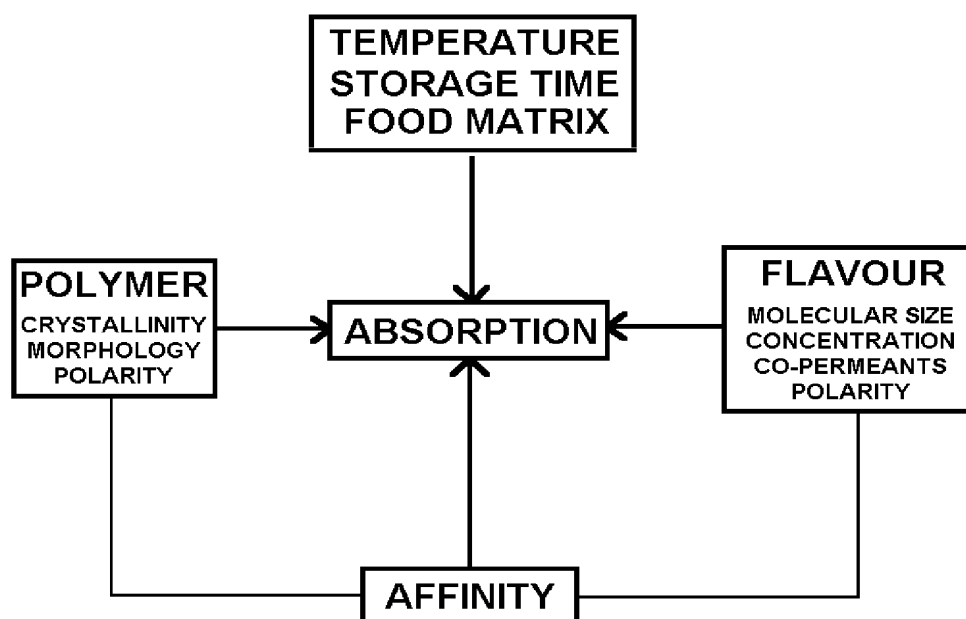 TEMPERATURE
STORAGE TIME
FOOD MATRIX
POLYMER
CRYSTALLINITY
MORPHOLOGY
POLARITY
ABSORPTION
FLAVOUR
MOLECULAR SIZE
CONCENTRATION
CO-PERMEANTS
POLARITY
AFFINITY